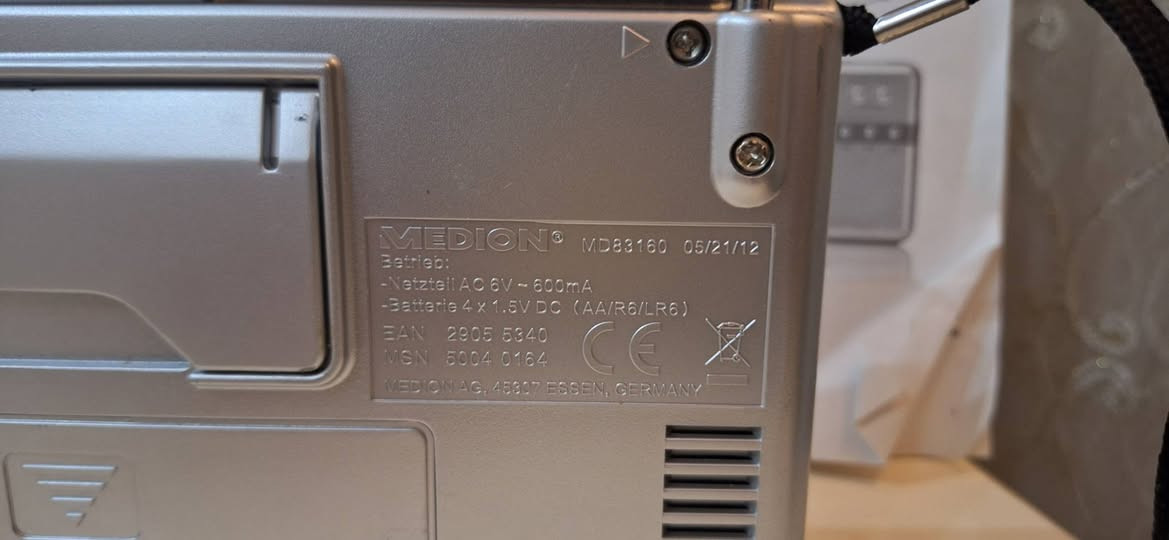 MEDION® MD83160 05/21/12
Betrieb:
-Netzteil AC 6V ~ 600mA
-Batterie 4 x 1.5V DC (AA/R6/LR6)
EAN 2905 5340
MSN 5004 0164
CE
MEDION AG, 45307 ESSEN, GERMANY